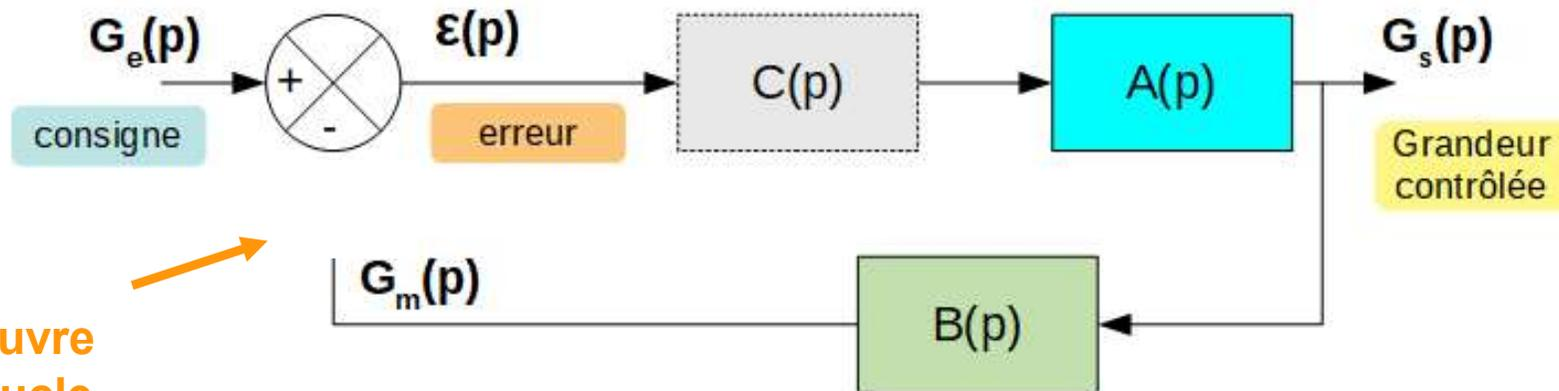 Ge(p)
+
-
consigne
ε(p)
erreur
C(p)
A(p)
Gs(p)
Grandeur
contrôlée
Gm(p)
B(p)
uvre